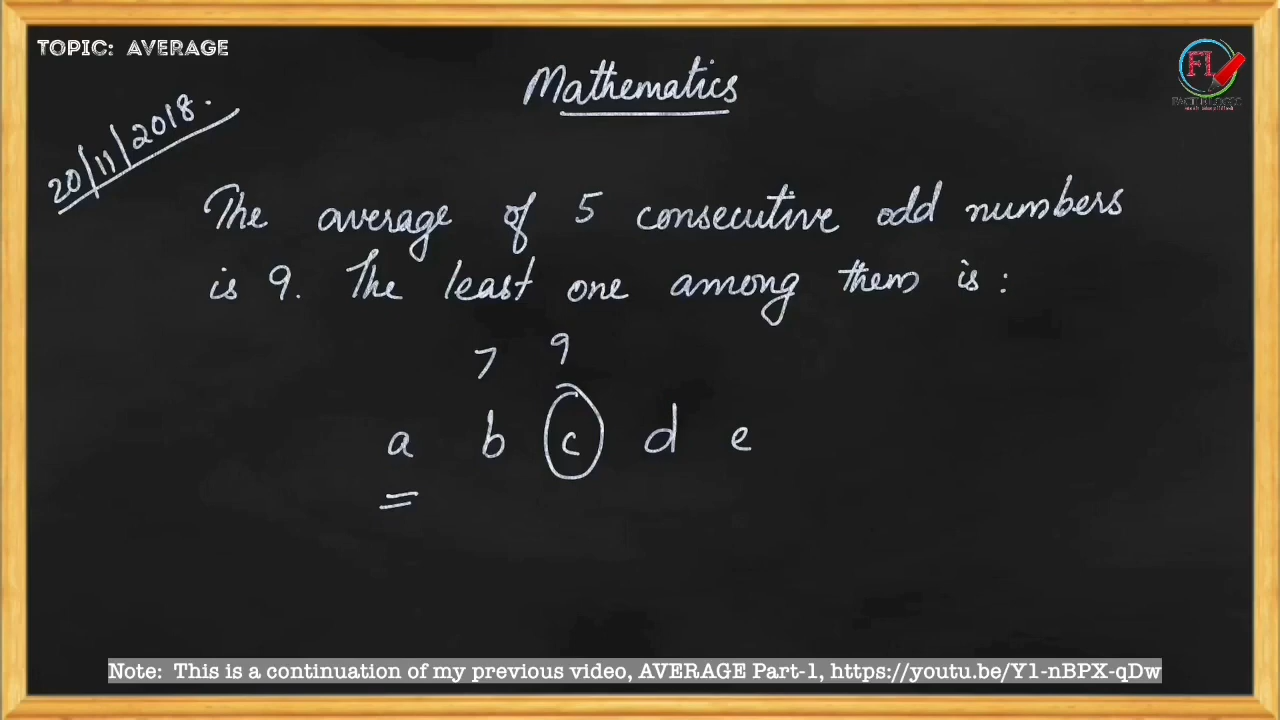 TOPIC: AVERAGE
Mathematics
20/11/2018.
The average of 5 consecutive odd numbers
is 9. The least one among them is :
7 9
a b c d e
Note: This is a continuation of my previous video, AVERAGE Part-1, https://youtu.be/Y1-nBPX-qDw
FL